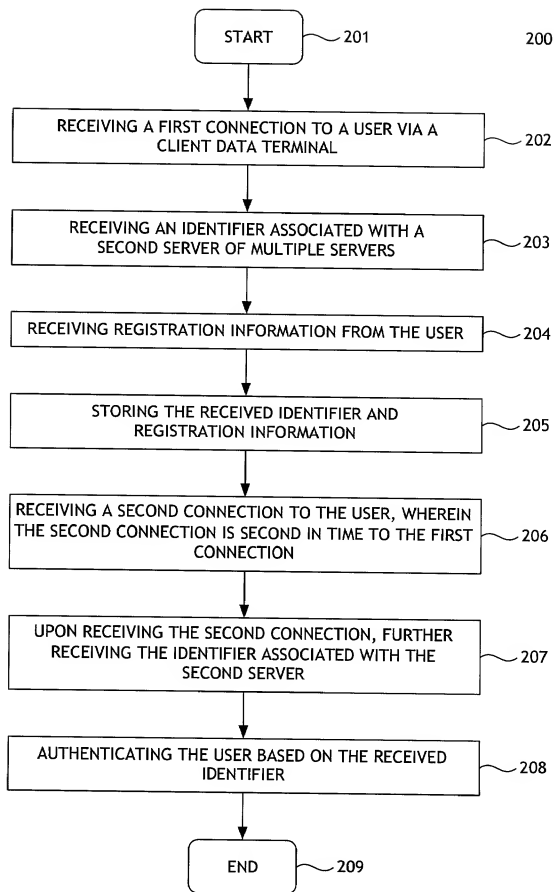 START
201
200
RECEIVING A FIRST CONNECTION TO A USER VIA A
CLIENT DATA TERMINAL
202
RECEIVING AN IDENTIFIER ASSOCIATED WITH A
SECOND SERVER OF MULTIPLE SERVERS
203
RECEIVING REGISTRATION INFORMATION FROM THE USER
204
STORING THE RECEIVED IDENTIFIER AND
REGISTRATION INFORMATION
205
RECEIVING A SECOND CONNECTION TO THE USER, WHEREIN
THE SECOND CONNECTION IS SECOND IN TIME TO THE FIRST
CONNECTION
206
UPON RECEIVING THE SECOND CONNECTION, FURTHER
RECEIVING THE IDENTIFIER ASSOCIATED WITH THE
SECOND SERVER
207
AUTHENTICATING THE USER BASED ON THE RECEIVED
IDENTIFIER
208
END
209